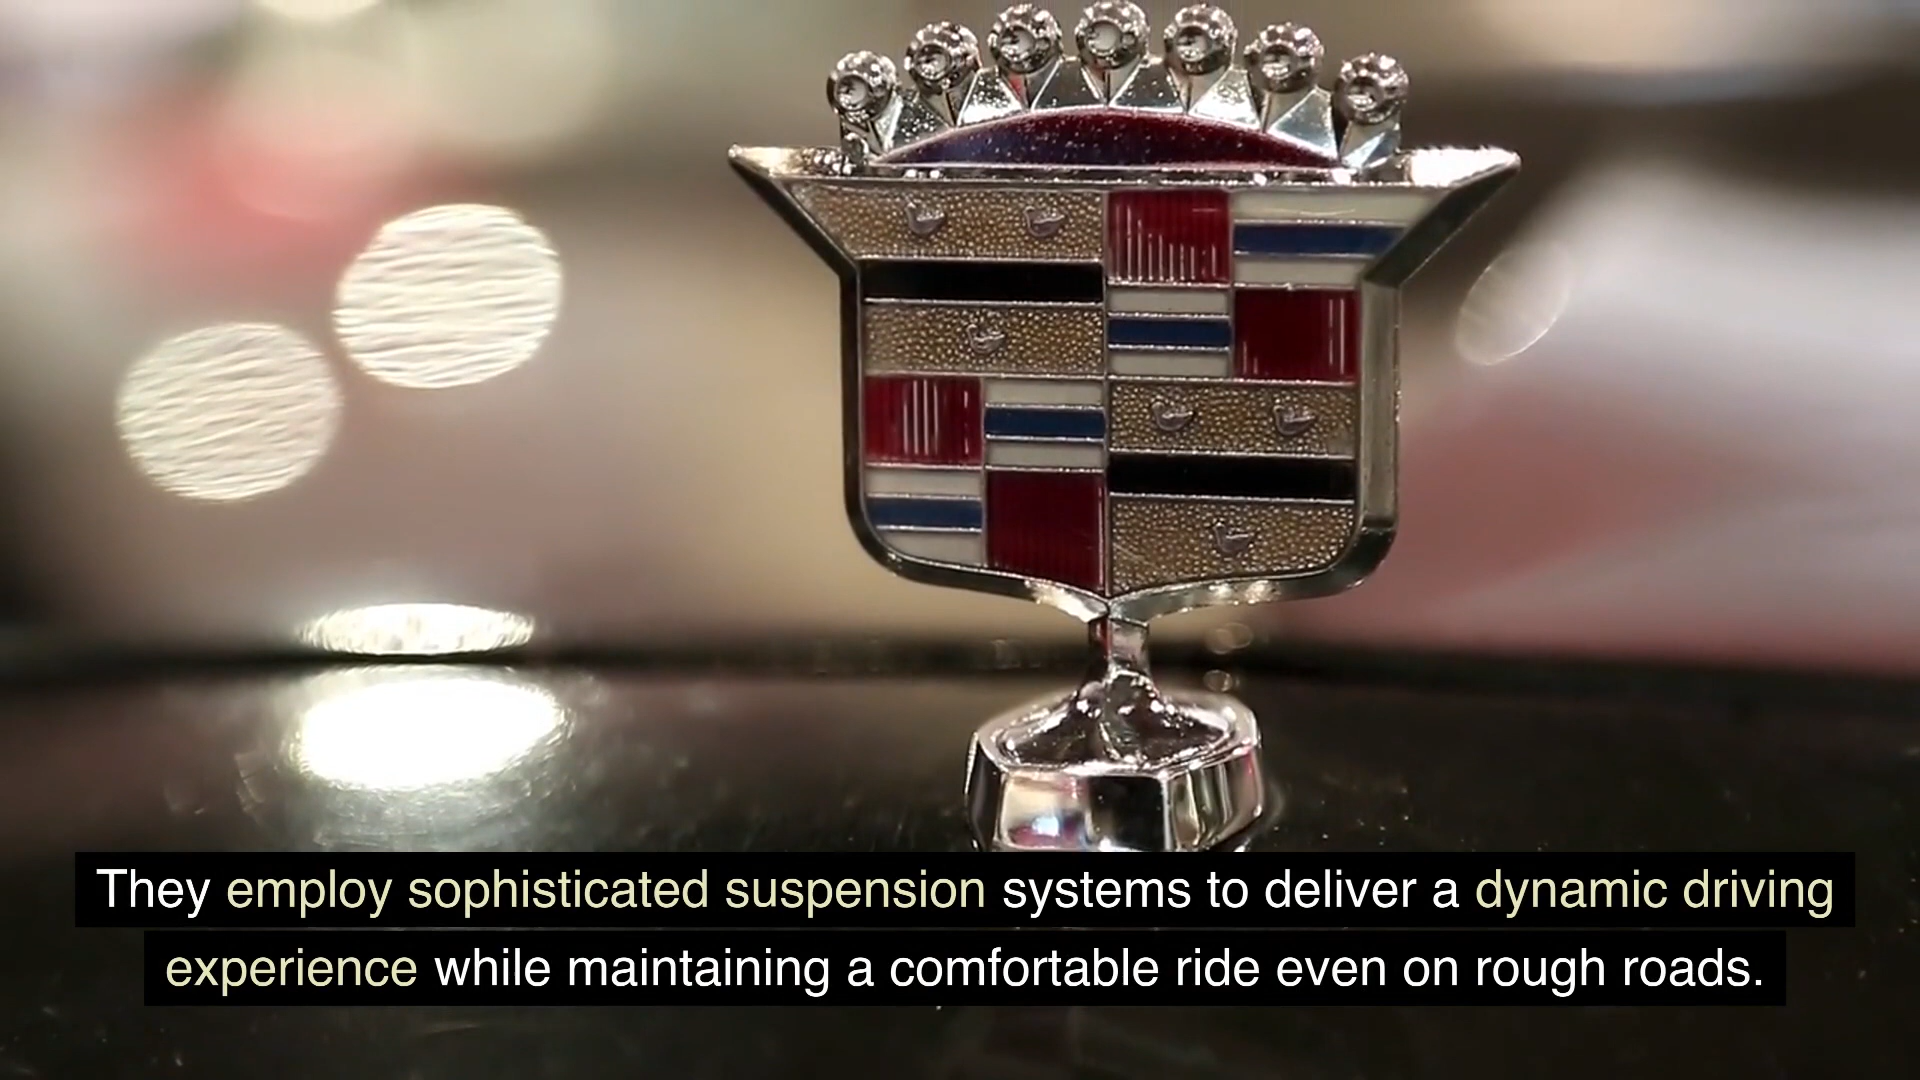 They employ sophisticated suspension systems to deliver a dynamic driving
experience while maintaining a comfortable ride even on rough roads.